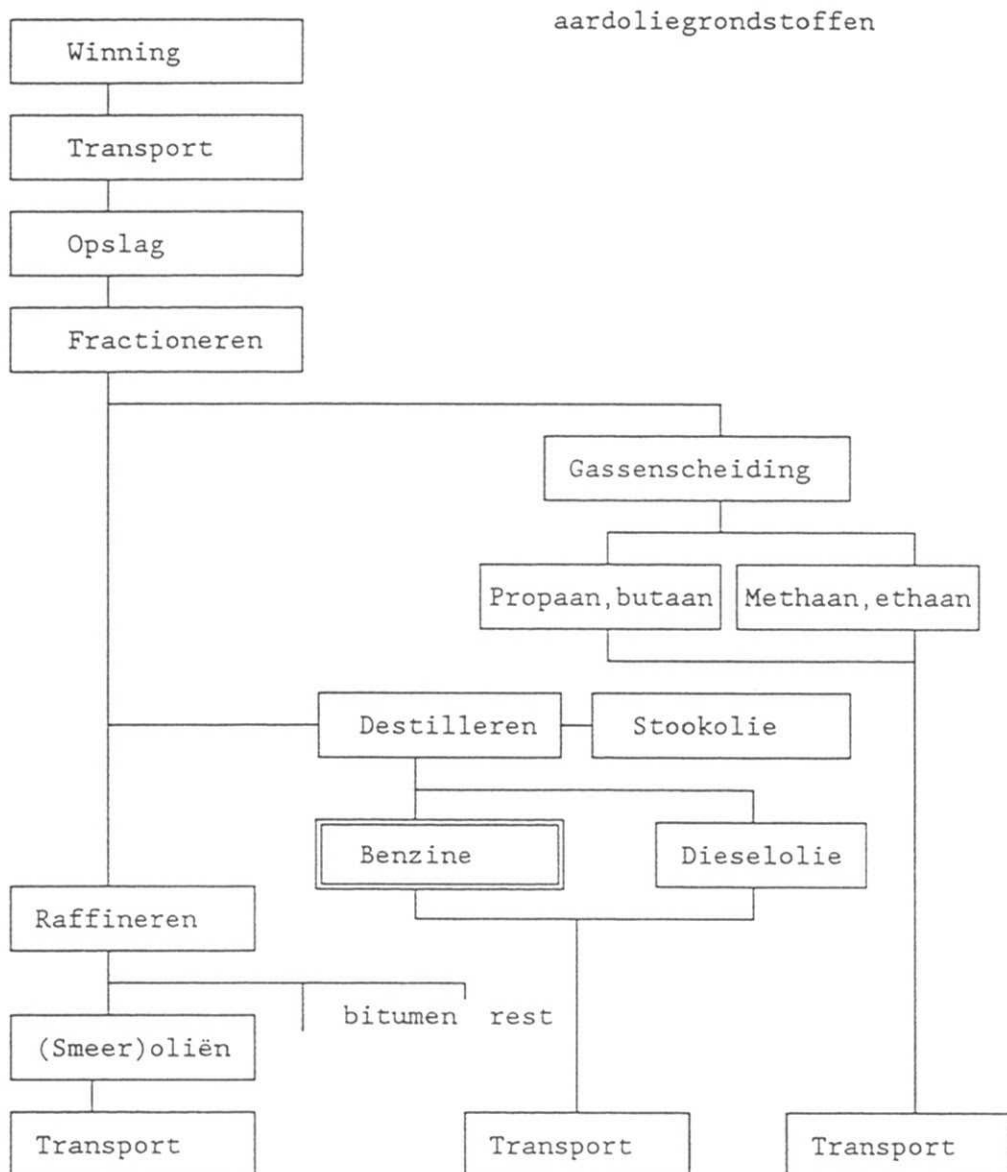 aardoliegrondstoffen
Winning
Transport
Opslag
Fractioneren
Gassenscheiding
Propaan,butaan
Methaan,ethaan
Destilleren
Stookolie
Benzine
Dieselolie
Raffineren
bitumen rest
(Smeer)oliën
Transport
Transport
Transport